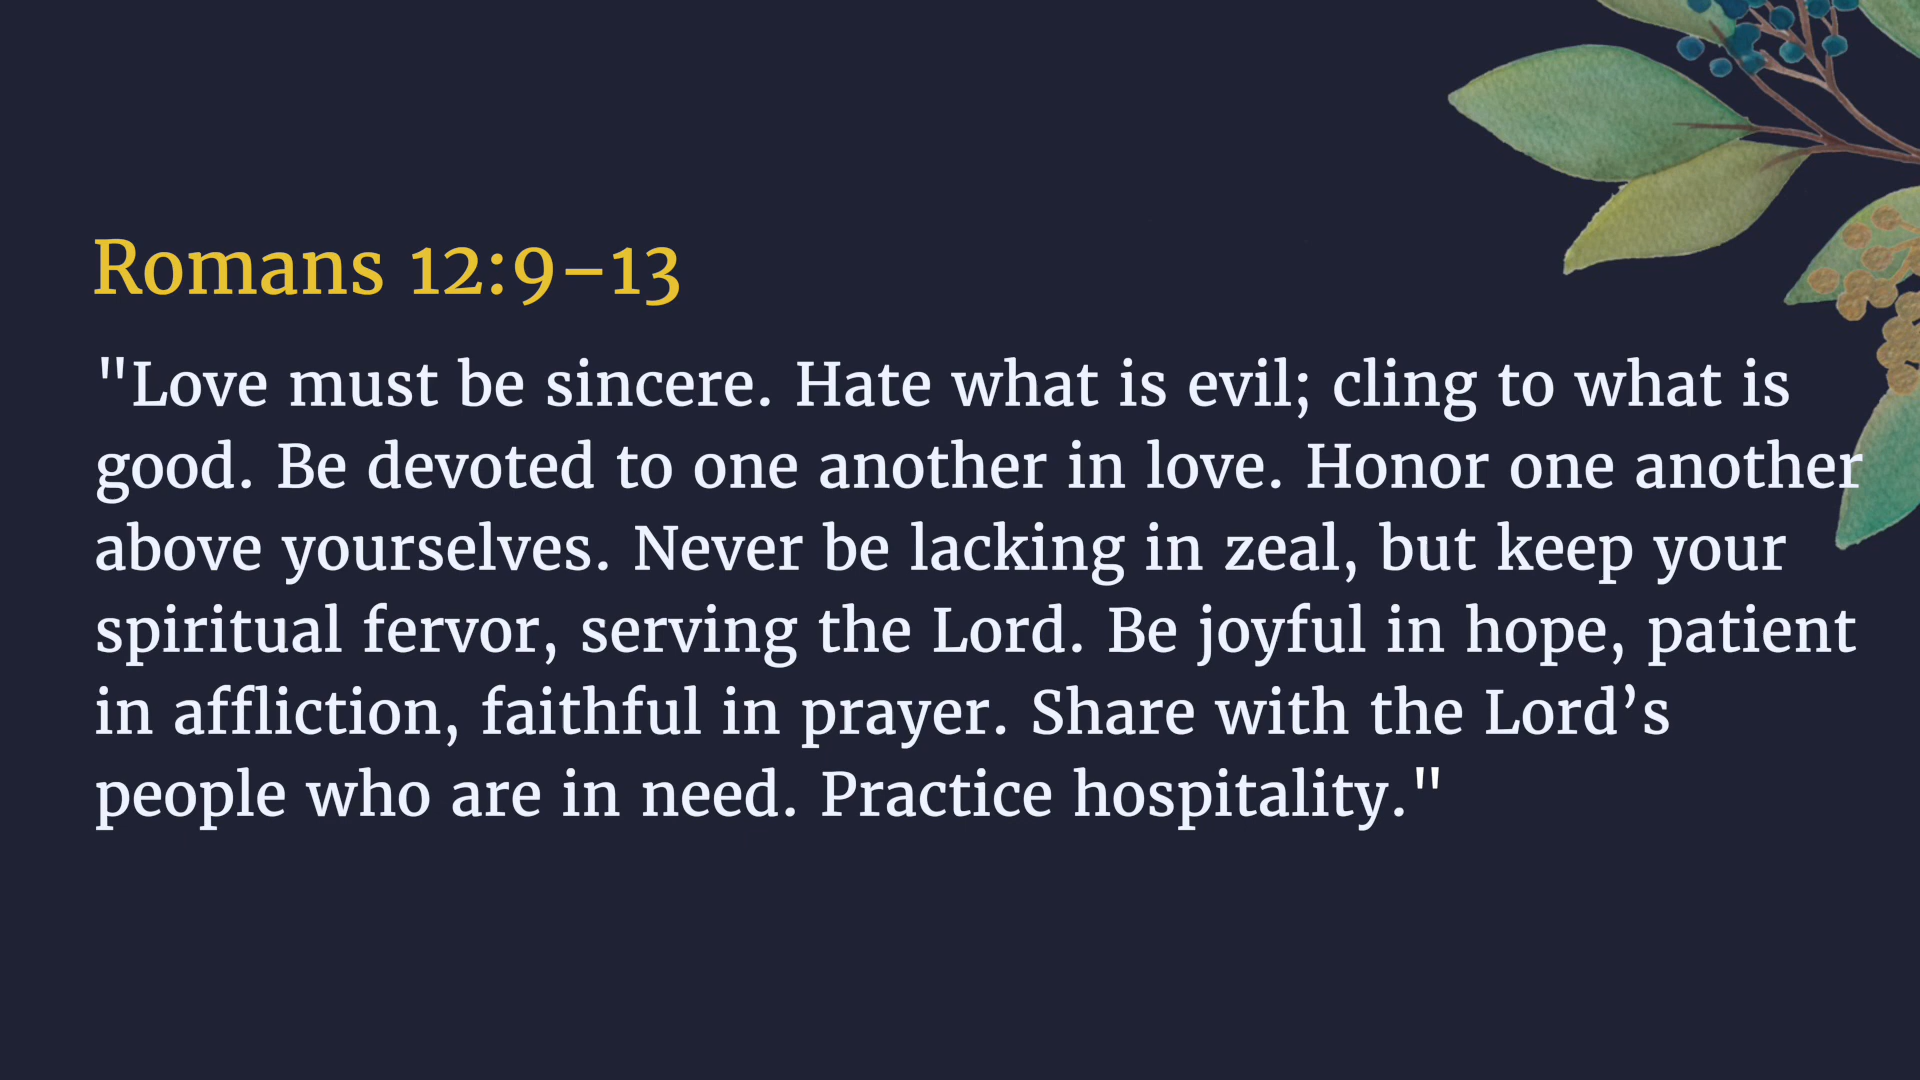 Romans 12:9–13
"Love must be sincere. Hate what is evil; cling to what is
good. Be devoted to one another in love. Honor one another
above yourselves. Never be lacking in zeal, but keep your
spiritual fervor, serving the Lord. Be joyful in hope, patient
in affliction, faithful in prayer. Share with the Lord’s
people who are in need. Practice hospitality."